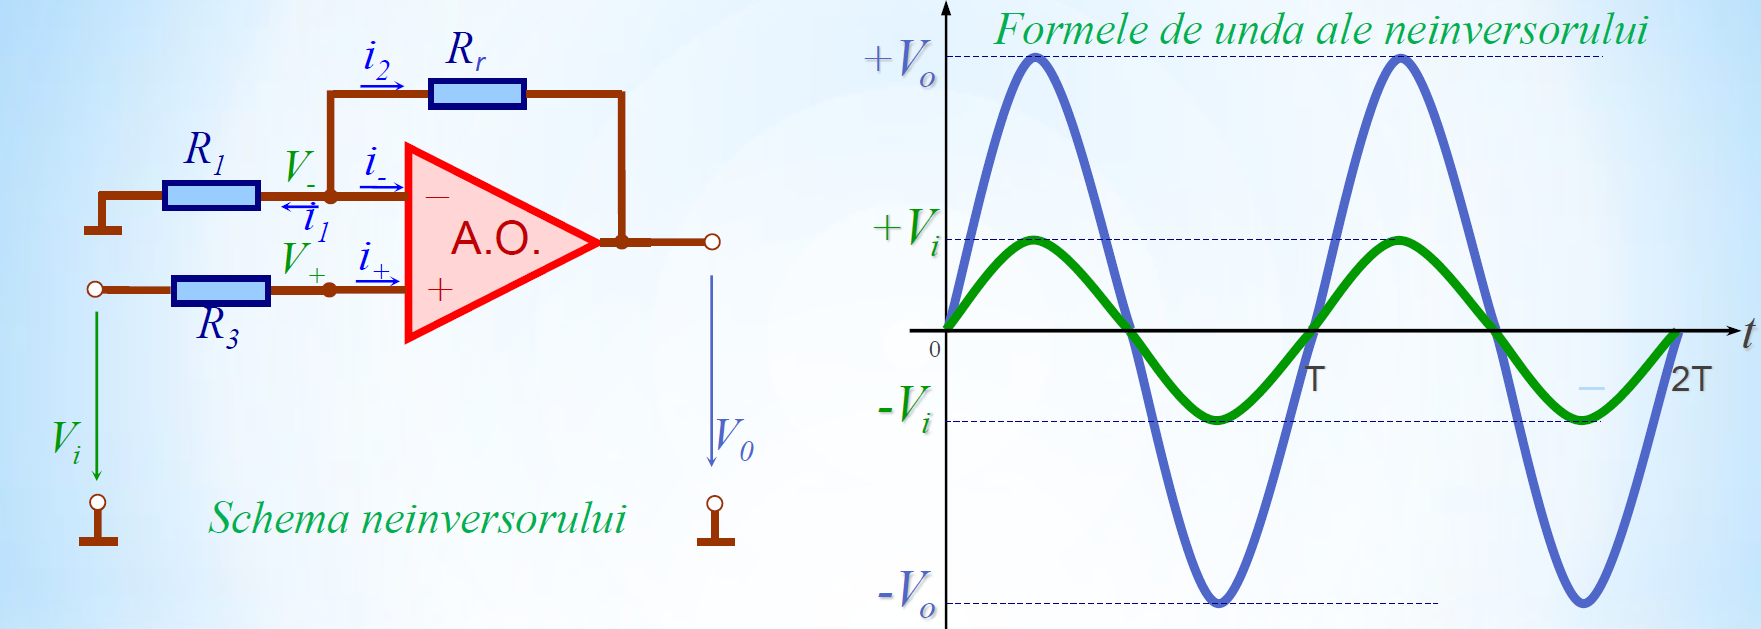 i2
Rr
R1
V-
i-
−
i1
A.O.
V+
i+
+
R3
Vi
V0
Schema neinversorului
Formele de unda ale neinversorului
+Vo
+Vi
0
t
T
2T
-Vi
-Vo